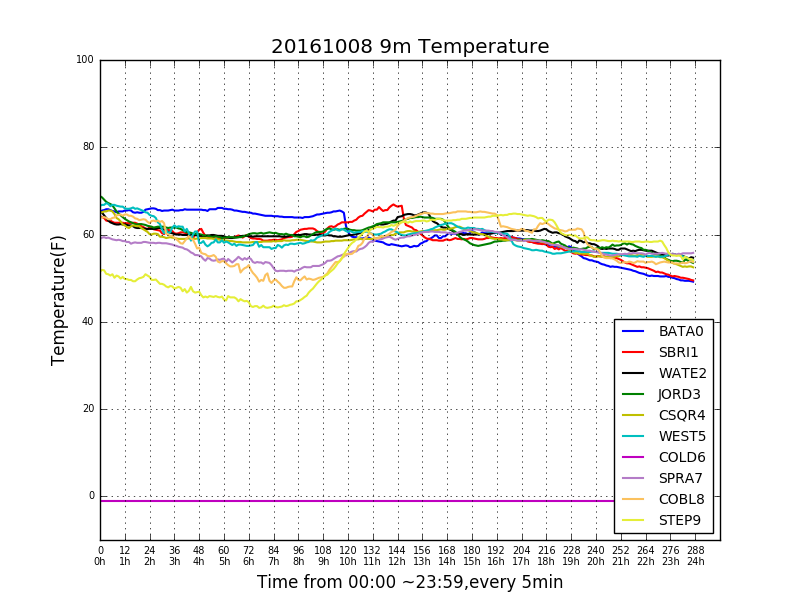 20161008 9m Temperature
Temperature(F)
100
80
60
40
20
0
BATA0
SBRI1
WATE2
JORD3
CSQR4
WEST5
COLD6
SPRA7
COBL8
STEP9
0 12 24 36 48 60 72 84 96 108 120 132 144 156 168 180 192 204 216 228 240 252 264 276 288
0h 1h 2h 3h 4h 5h 6h 7h 8h 9h 10h 11h 12h 13h 14h 15h 16h 17h 18h 19h 20h 21h 22h 23h 24h
Time from 00:00 ~23:59,every 5min